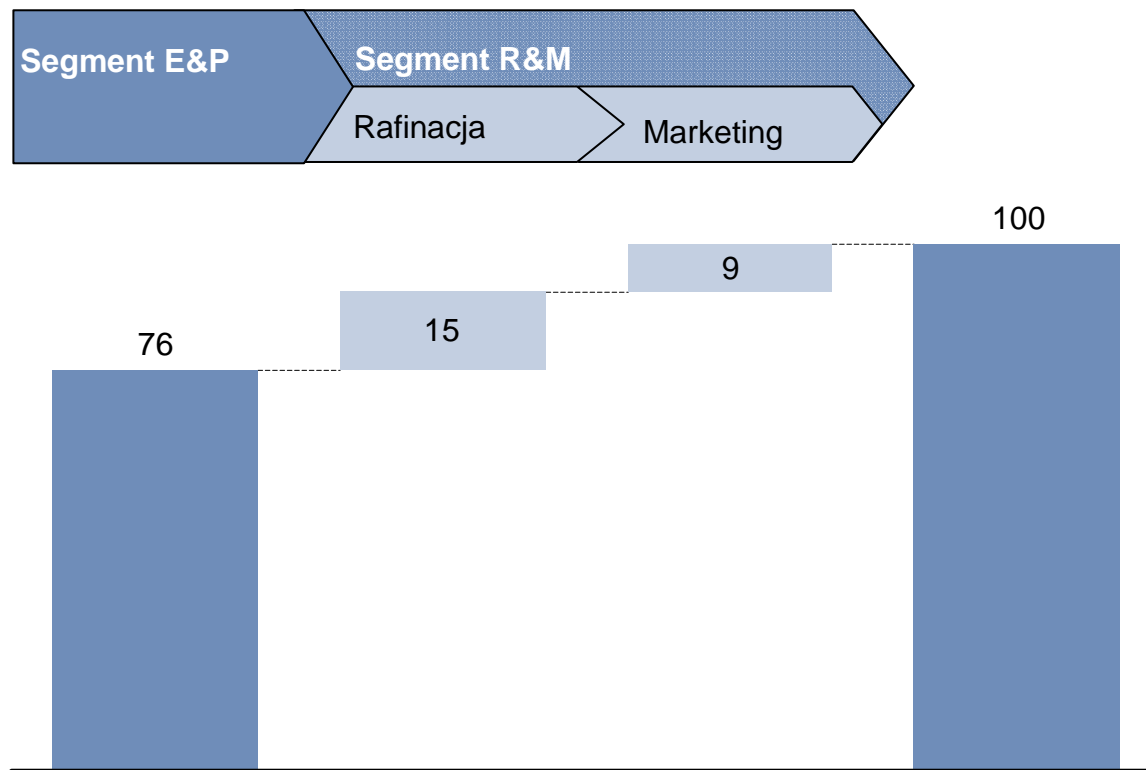 Segment E&P
Segment R&M
Rafinacja
Marketing
100
9
15
76